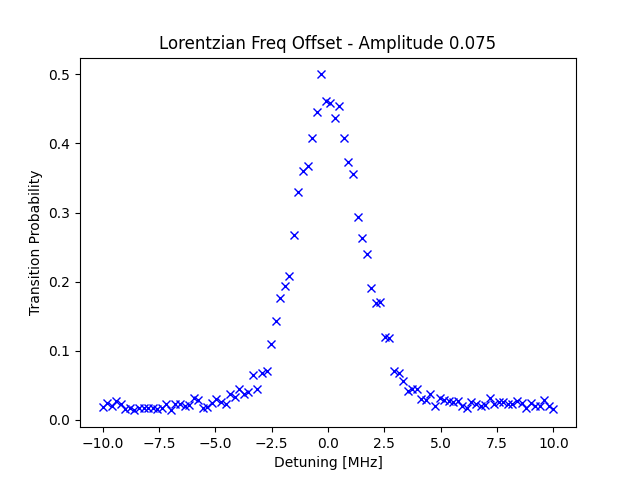 Lorentzian Freq Offset - Amplitude 0.075
0.5
0.4
0.3
0.2
0.1
0.0
Transition Probability
−10.0 −7.5 −5.0 −2.5 0.0 2.5 5.0 7.5 10.0
Detuning [MHz]